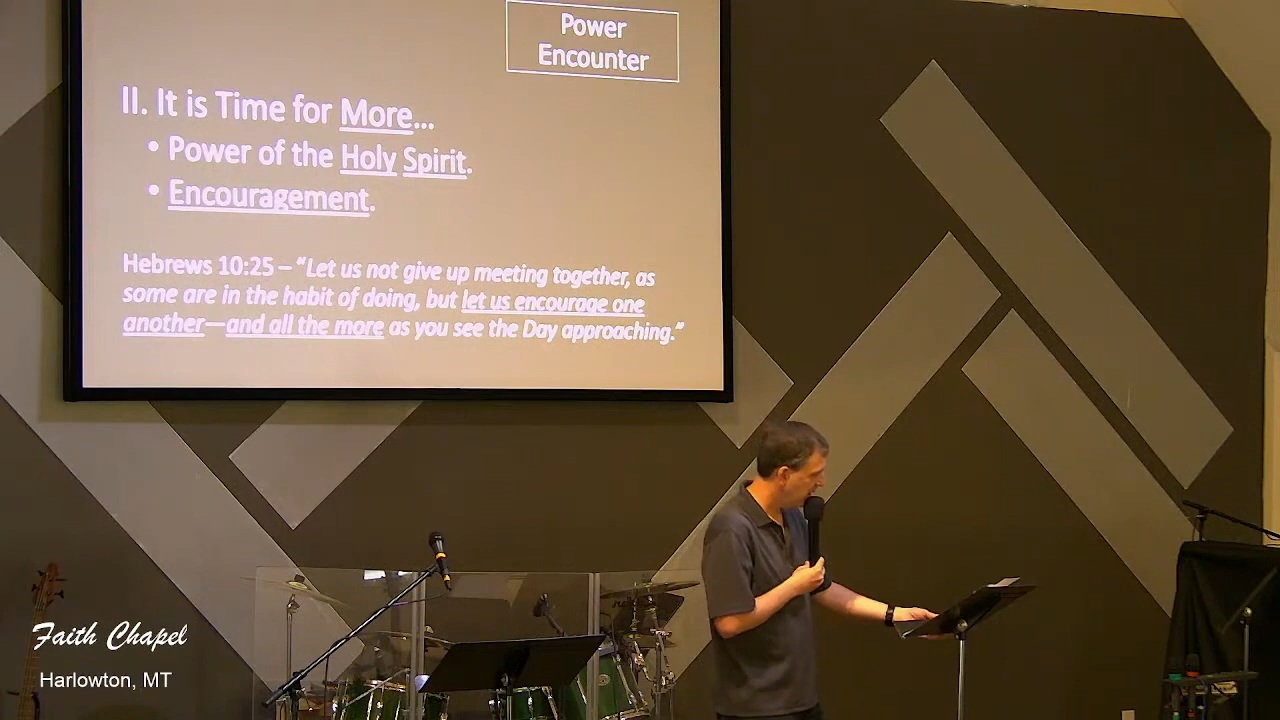 Power
Encounter
II. It is Time for More...
• Power of the Holy Spirit.
• Encouragement.
Hebrews 10:25 – “Let us not give up meeting together, as
some are in the habit of doing, but let us encourage one
another—and all the more as you see the Day approaching.”
Faith Chapel
Harlowton, MT